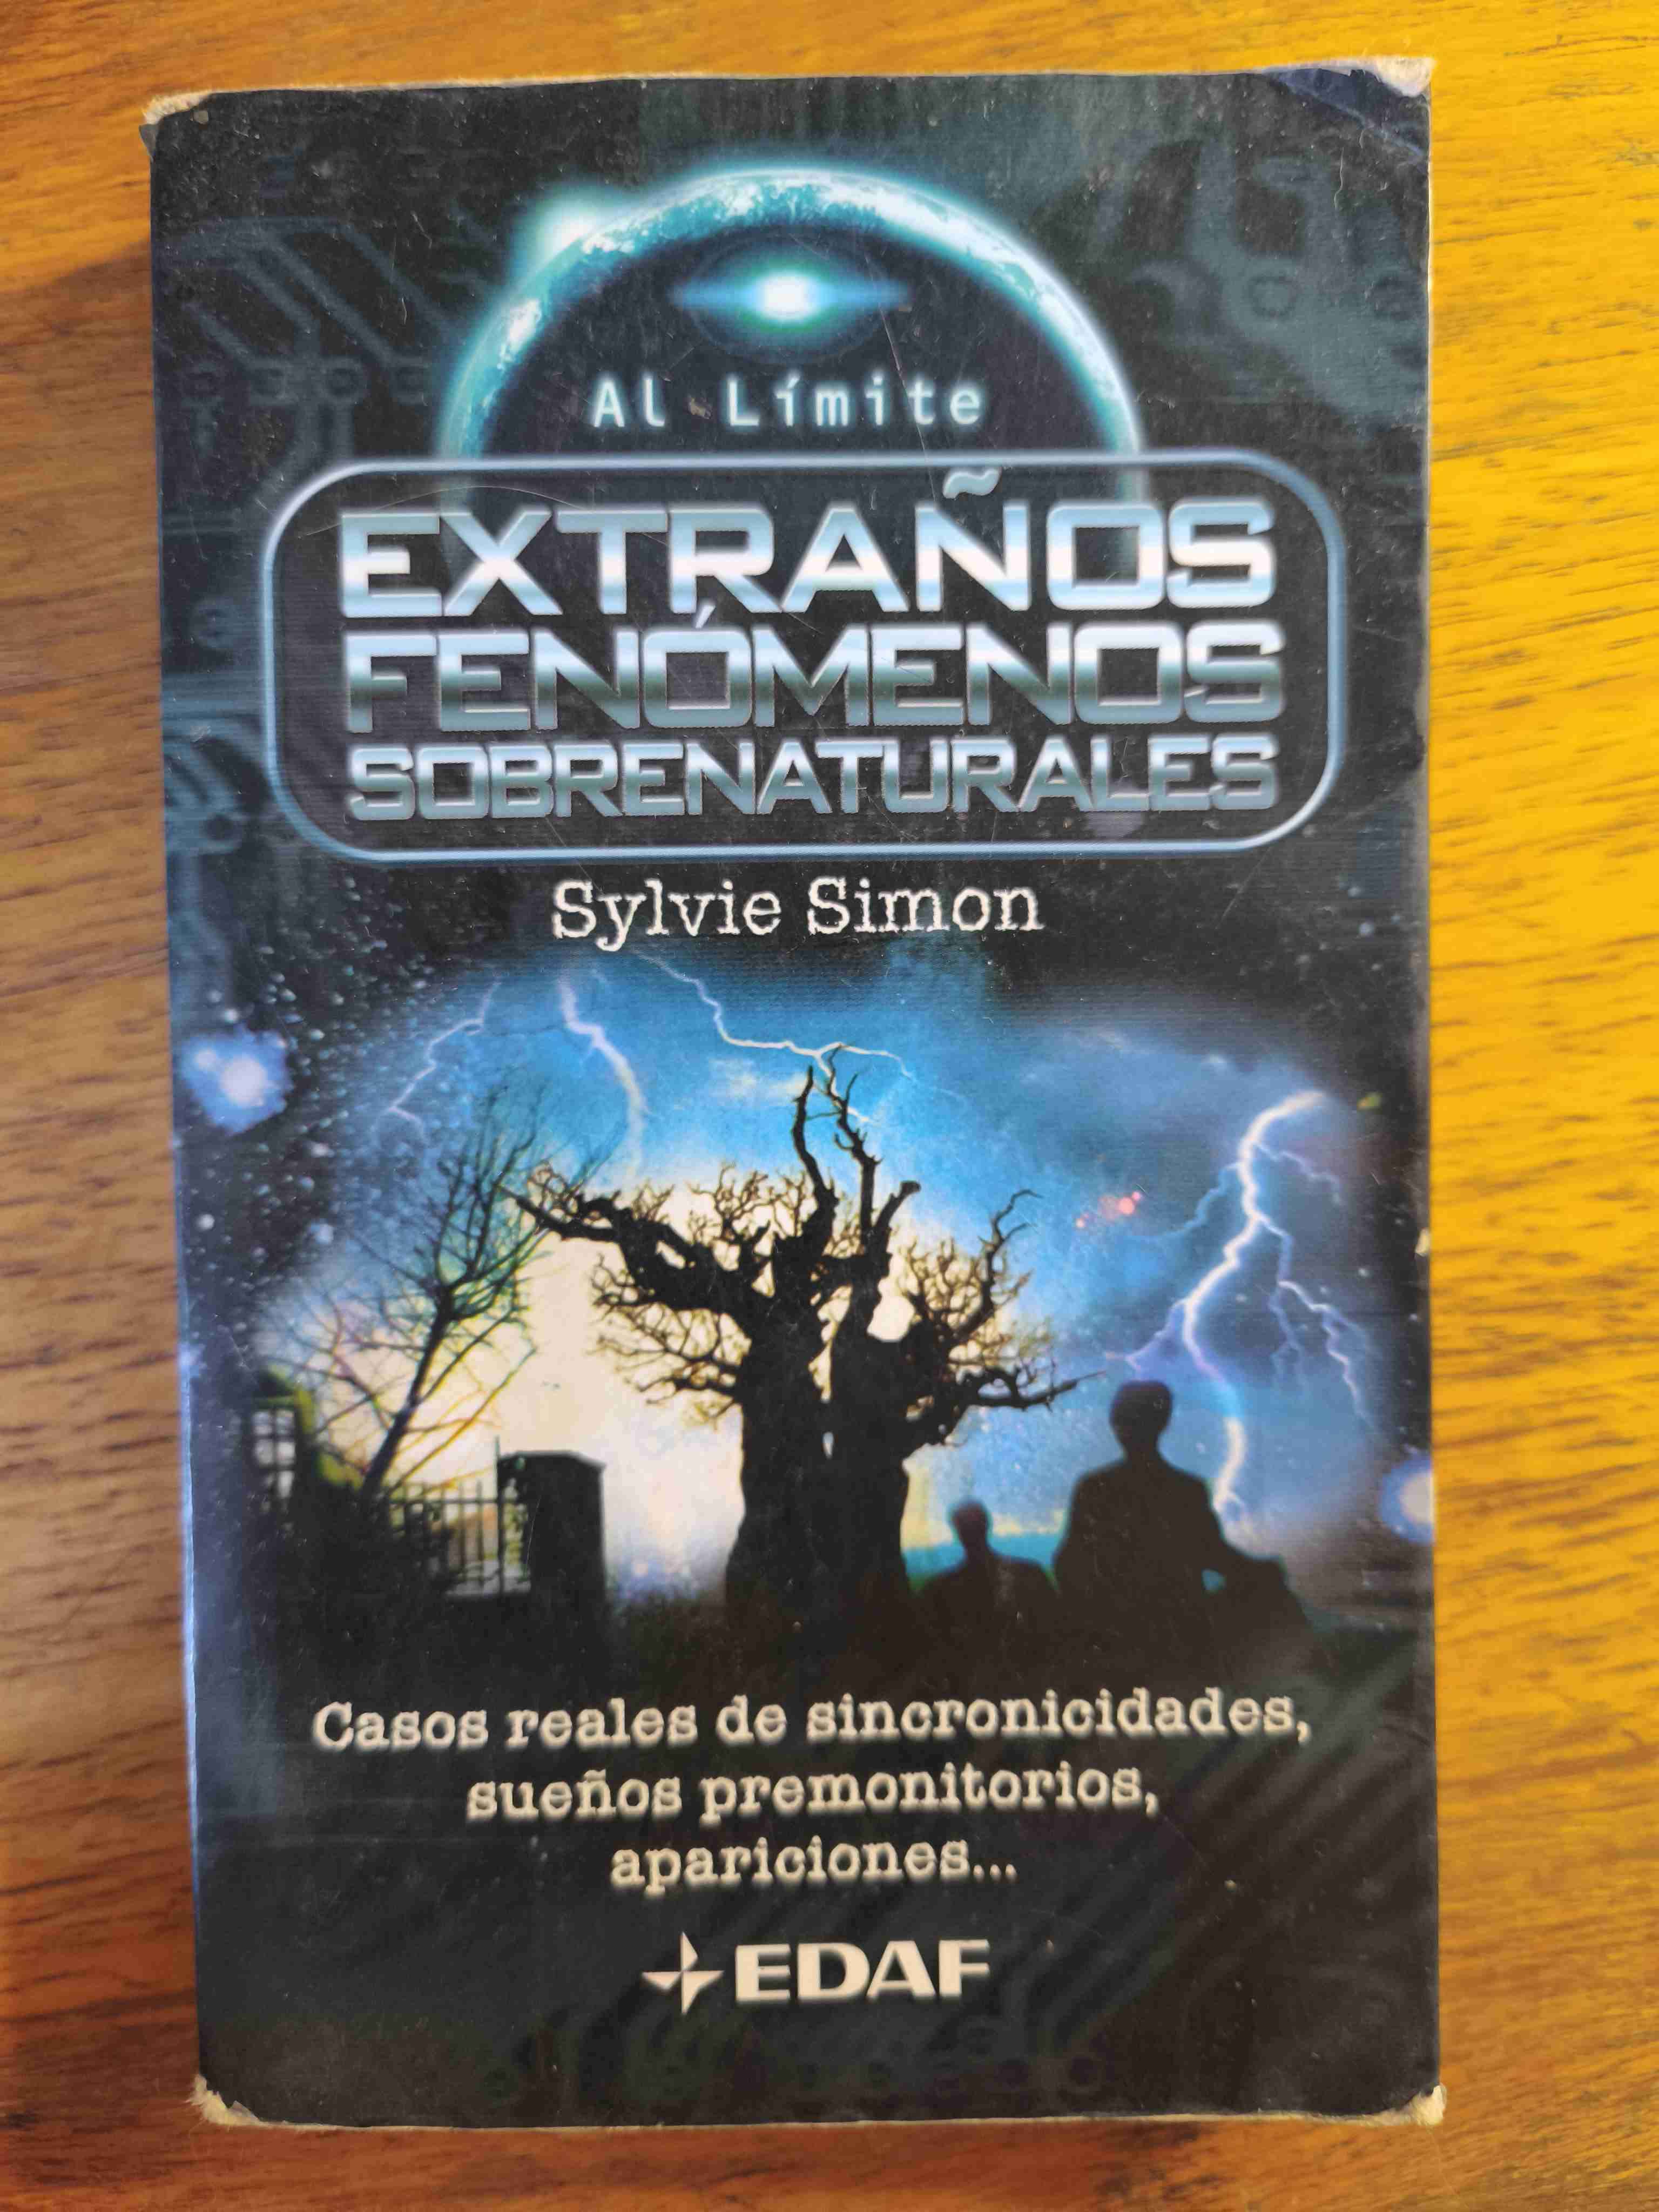 Al Límite
EXTRAÑOS
FENÓMENOS
SOBRENATURALES
Sylvie Simon
Casos reales de sincronicidades,
sueños premonitorios,
apariciones...
EDAF